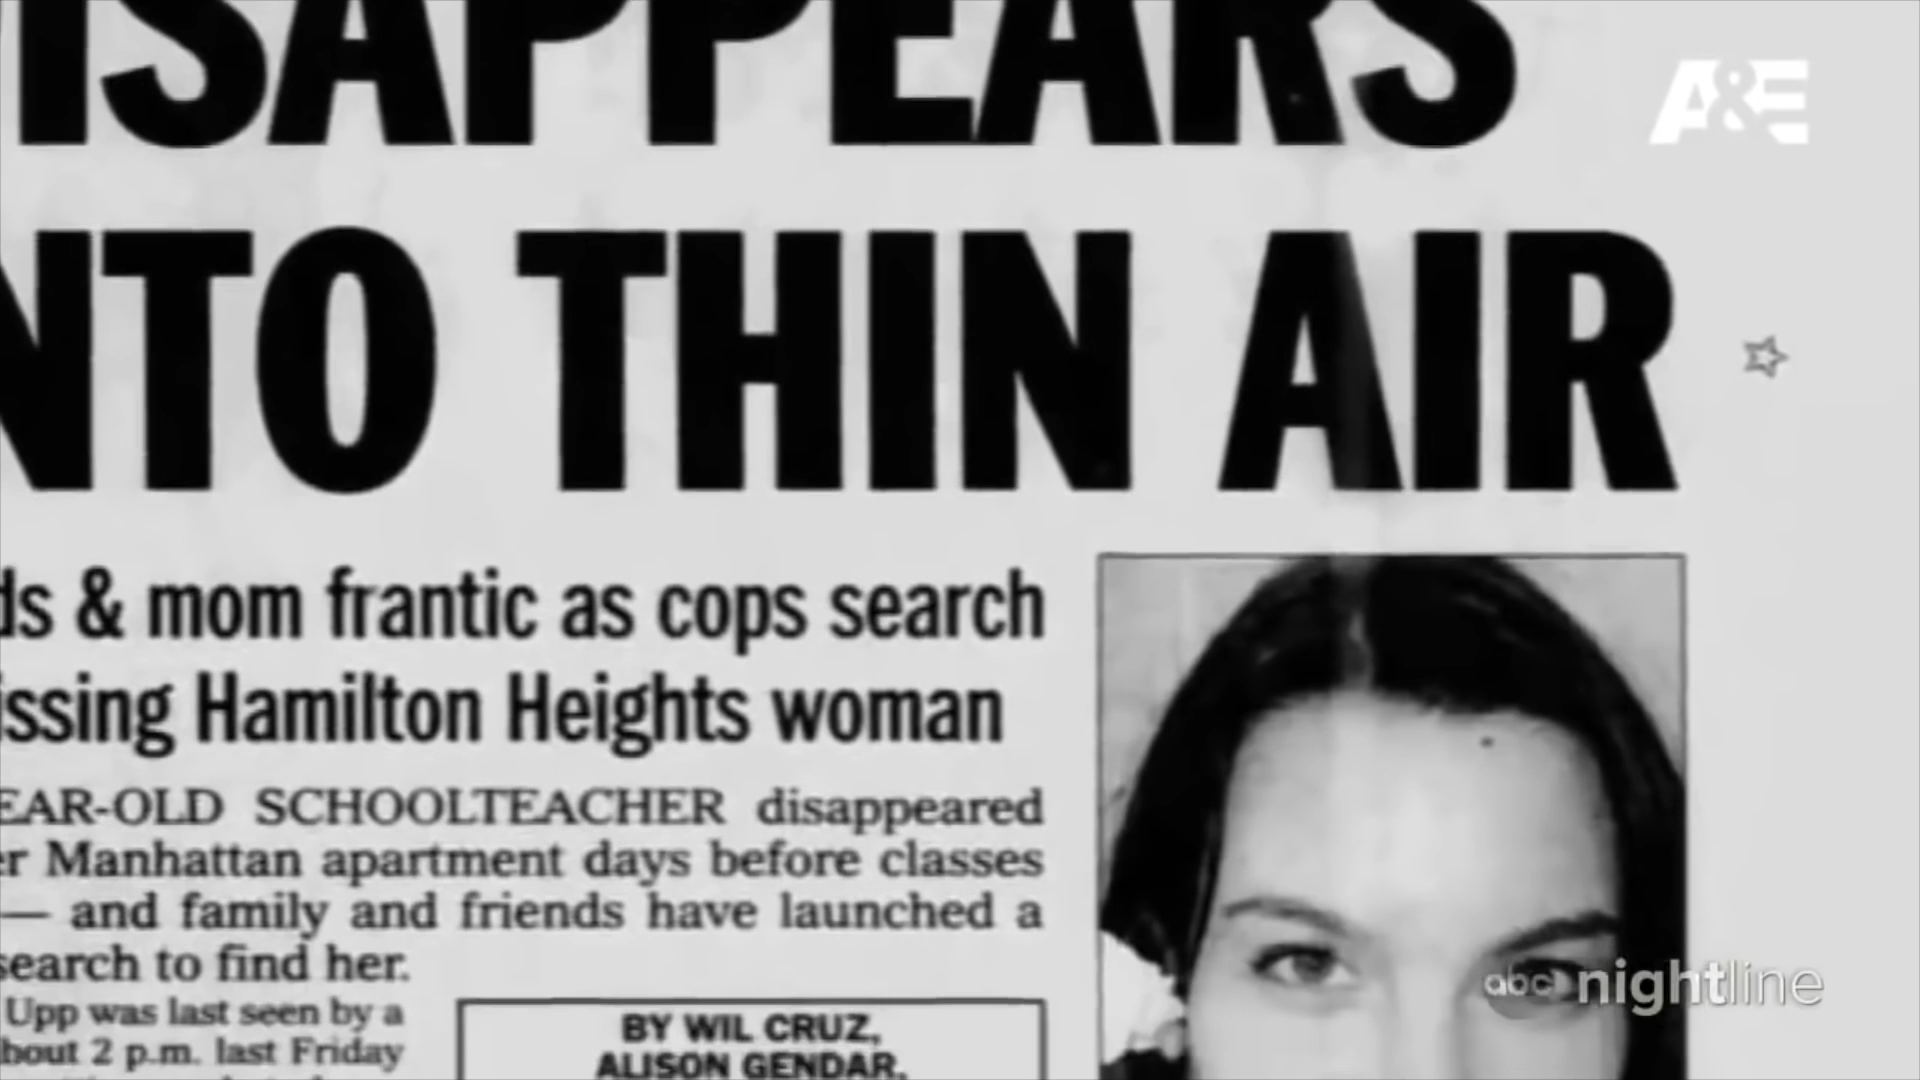 ISAPPEARS
A&E
NTO THIN AIR
ds & mom frantic as cops search
issing Hamilton Heights woman
EAR-OLD SCHOOLTEACHER disappeared
er Manhattan apartment days before classes
— and family and friends have launched a
search to find her.
Upp was last seen by a
bout 2 p.m. last Friday
BY WIL CRUZ,
ALISON GENDAR,
abc nightline